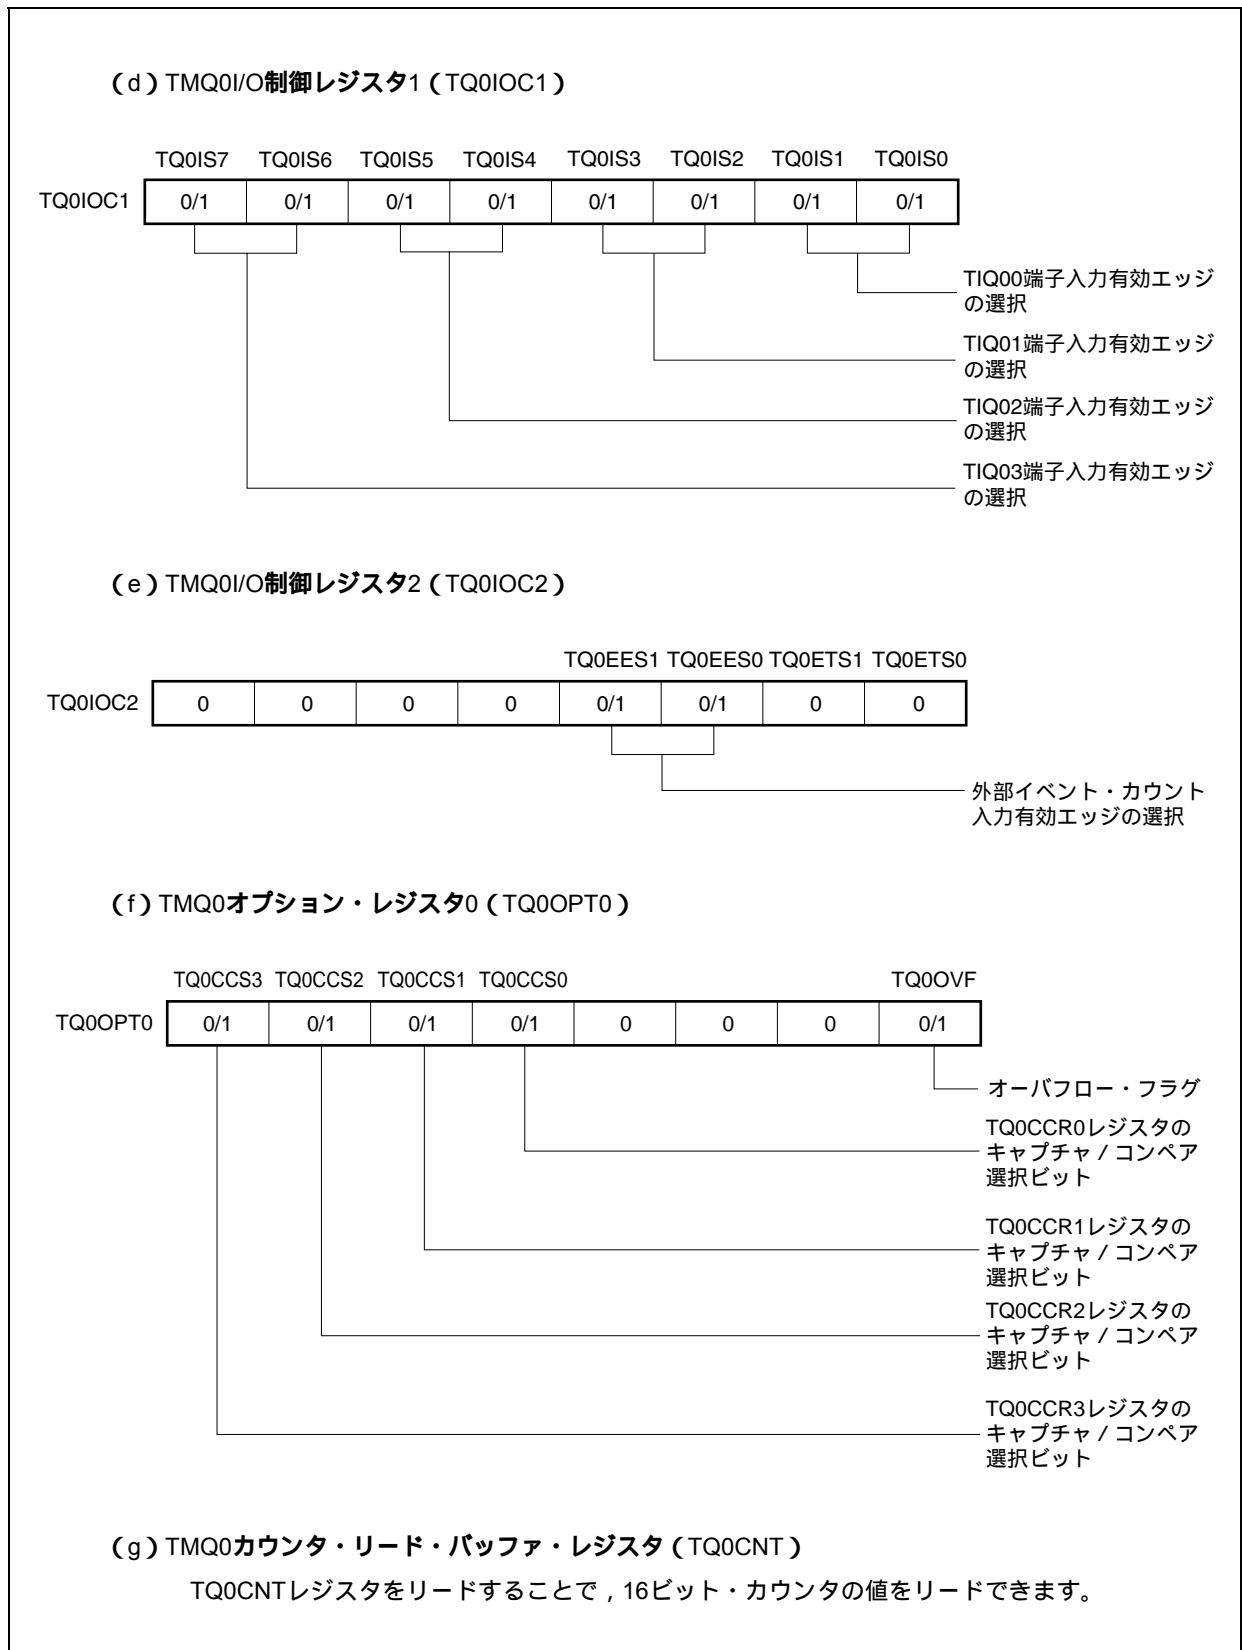 （d）TMQ0I/O制御レジスタ1（TQ0IOC1）
TQ0IS7 TQ0IS6 TQ0IS5 TQ0IS4 TQ0IS3 TQ0IS2 TQ0IS1 TQ0IS0
TQ0IOC1 0/1 0/1 0/1 0/1 0/1 0/1 0/1 0/1
TIQ00端子入力有効エッジ
の選択
TIQ01端子入力有効エッジ
の選択
TIQ02端子入力有効エッジ
の選択
TIQ03端子入力有効エッジ
の選択
（e）TMQ0I/O制御レジスタ2（TQ0IOC2）
TQ0EES1 TQ0EES0 TQ0ETS1 TQ0ETS0
TQ0IOC2 0 0 0 0 0/1 0/1 0 0
外部イベント・カウント
入力有効エッジの選択
（f）TMQ0オプション・レジスタ0（TQ0OPT0）
TQ0CCS3 TQ0CCS2 TQ0CCS1 TQ0CCS0 TQ0OVF
TQ0OPT0 0/1 0/1 0/1 0/1 0 0 0 0/1
オーバフロー・フラグ
TQ0CCR0レジスタの
キャプチャ／コンペア
選択ビット
TQ0CCR1レジスタの
キャプチャ／コンペア
選択ビット
TQ0CCR2レジスタの
キャプチャ／コンペア
選択ビット
TQ0CCR3レジスタの
キャプチャ／コンペア
選択ビット
（g）TMQ0カウンタ・リード・バッファ・レジスタ（TQ0CNT）
TQ0CNTレジスタをリードすることで，16ビット・カウンタの値をリードできます。